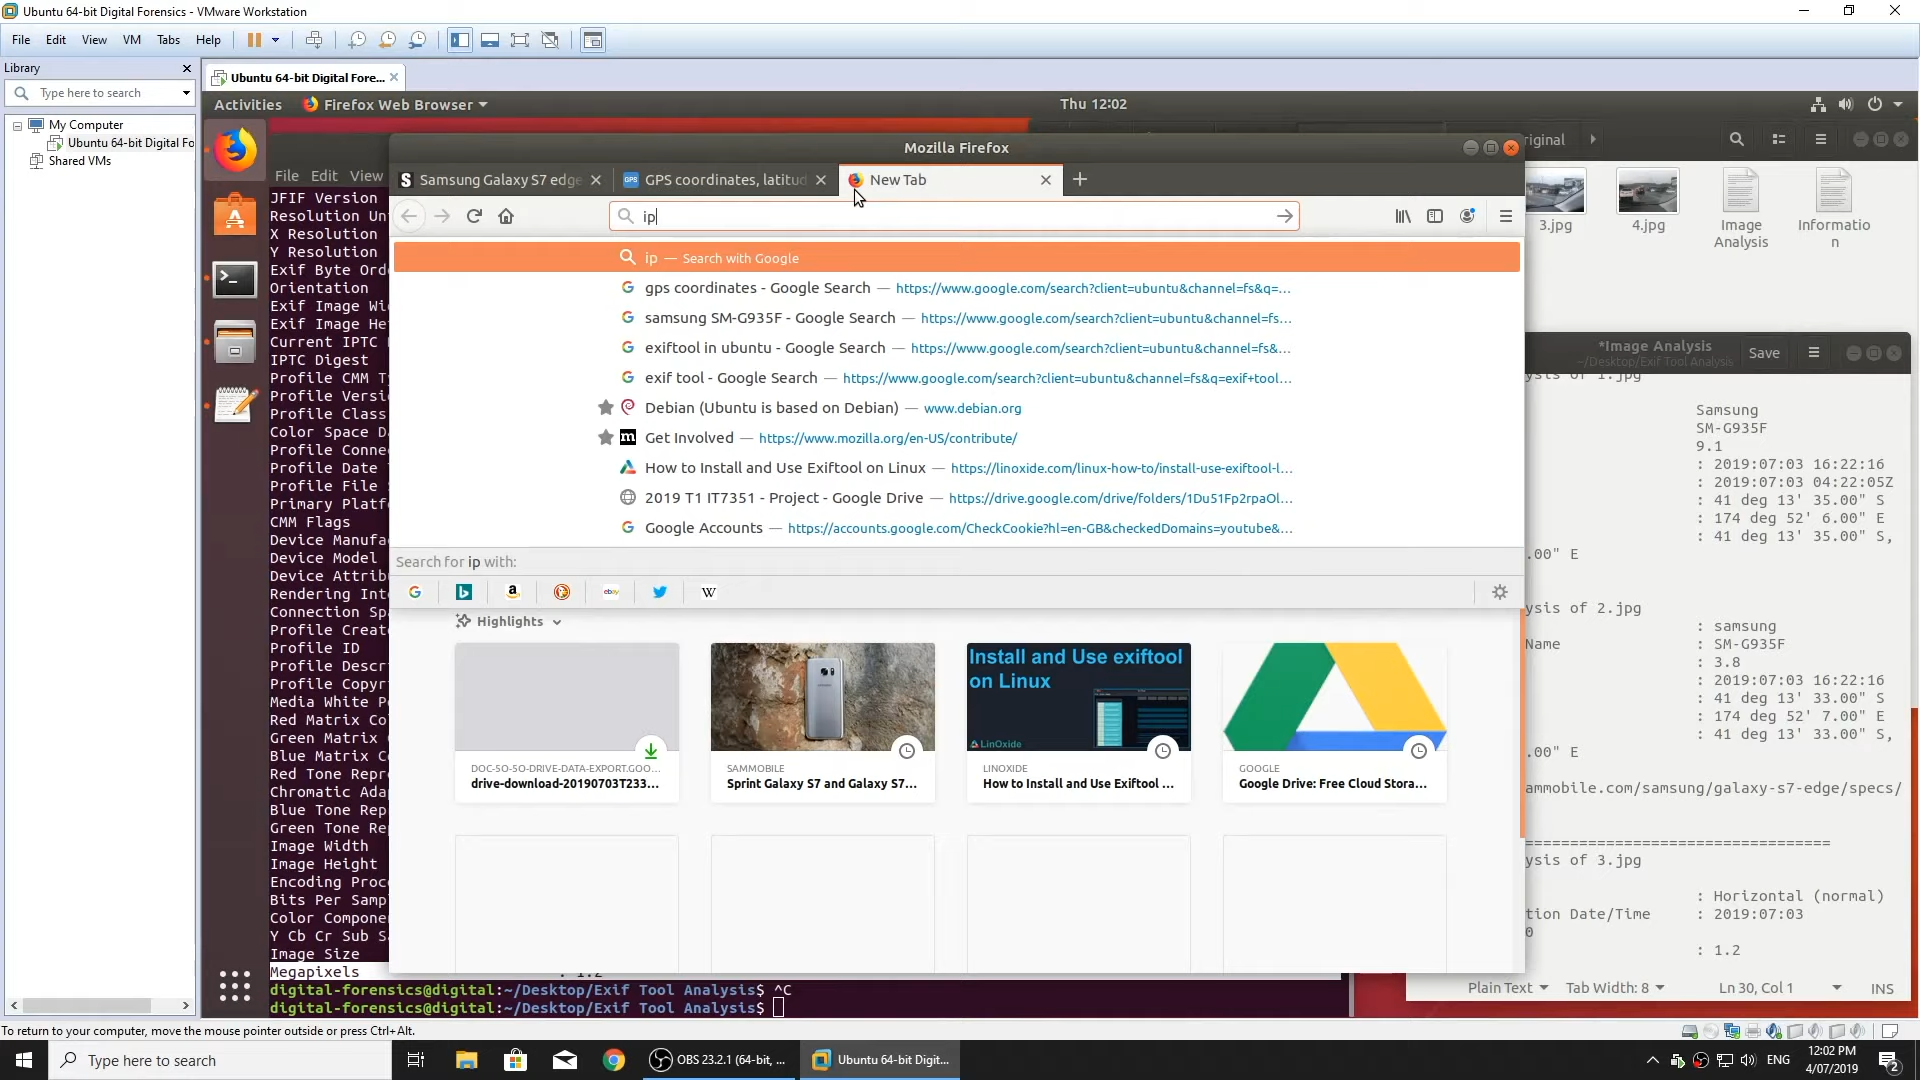 Ubuntu 64-bit Digital Forensics - VMware Workstation
File Edit View VM Tabs Help
Library
Type here to search
My Computer
Ubuntu 64-bit Digital Fo
Shared VMs
Ubuntu 64-bit Digital Fore...
Activities Firefox Web Browser Thu 12:02
Mozilla Firefox
Samsung Galaxy S7 edge
GPS coordinates, latitud
New Tab
ip
ip — Search with Google
gps coordinates - Google Search — https://www.google.com/search?client=ubuntu&channel=fs&q=...
samsung SM-G935F - Google Search — https://www.google.com/search?client=ubuntu&channel=fs...
exiftool in ubuntu - Google Search — https://www.google.com/search?client=ubuntu&channel=fs&...
exif tool - Google Search — https://www.google.com/search?client=ubuntu&channel=fs&q=exif+tool...
Debian (Ubuntu is based on Debian) — www.debian.org
Get Involved — https://www.mozilla.org/en-US/contribute/
How to Install and Use Exiftool on Linux — https://linoxide.com/linux-how-to/install-use-exiftool-l...
2019 T1 IT7351 - Project - Google Drive — https://drive.google.com/drive/folders/1Du51Fp2rpaOl...
Google Accounts — https://accounts.google.com/CheckCookie?hl=en-GB&checkedDomains=youtube&...
Search for ip with:
Highlights
Install and Use exiftool
on Linux
LinOxide
DOC-5O-5O-DRIVE-DATA-EXPORT.GOO...
drive-download-20190703T233...
SAMMOBILE
Sprint Galaxy S7 and Galaxy S7...
LINOXIDE
How to Install and Use Exiftool ...
GOOGLE
Google Drive: Free Cloud Stora...
File Edit View
JFIF Version
Resolution Un
X Resolution
Y Resolution
Exif Byte Ord
Orientation
Exif Image Wi
Exif Image He
Current IPTC
IPTC Digest
Profile CMM T
Profile Versi
Profile Class
Color Space D
Profile Conne
Profile Date
Profile File
Primary Platf
CMM Flags
Device Manufa
Device Model
Device Attrib
Rendering Int
Connection Sp
Profile Creat
Profile ID
Profile Descr
Profile Copyr
Media White P
Red Matrix Co
Green Matrix
Blue Matrix C
Red Tone Repr
Chromatic Ada
Blue Tone Rep
Green Tone Re
Image Width
Image Height
Encoding Proc
Bits Per Samp
Color Compone
Y Cb Cr Sub S
Image Size
Megapixels : 1.2
digital-forensics@digital:~/Desktop/Exif Tool Analysis$ ^C
digital-forensics@digital:~/Desktop/Exif Tool Analysis$
riginal
3.jpg
4.jpg
Image
Analysis
Informatio
n
*Image Analysis
~/Desktop/Exif Tool Analysis
Save
ysis of 1.jpg
Samsung
SM-G935F
9.1
: 2019:07:03 16:22:16
: 2019:07:03 04:22:05Z
: 41 deg 13' 35.00" S
: 174 deg 52' 6.00" E
: 41 deg 13' 35.00" S,
.00" E
ysis of 2.jpg
: samsung
Name : SM-G935F
: 3.8
: 2019:07:03 16:22:16
: 41 deg 13' 33.00" S
: 174 deg 52' 7.00" E
: 41 deg 13' 33.00" S,
.00" E
ammobile.com/samsung/galaxy-s7-edge/specs/
==================================
ysis of 3.jpg
: Horizontal (normal)
tion Date/Time : 2019:07:03
0
: 1.2
Plain Text Tab Width: 8 Ln 30, Col 1 INS
To return to your computer, move the mouse pointer outside or press Ctrl+Alt.
Type here to search
OBS 23.2.1 (64-bit, ...
Ubuntu 64-bit Digit...
ENG
12:02 PM
4/07/2019
2